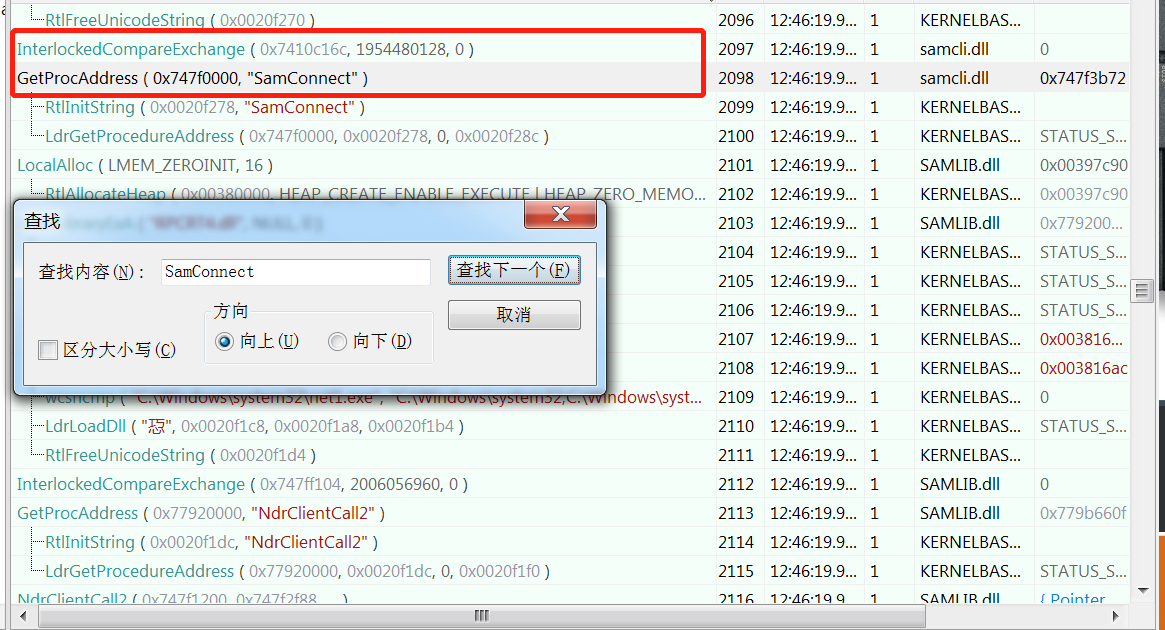 RtlFreeUnicodeString ( 0x0020f270 ) 2096 12:46:19.9... 1 KERNELBAS...
InterlockedCompareExchange ( 0x7410c16c, 1954480128, 0 ) 2097 12:46:19.9... 1 samcli.dll 0
GetProcAddress ( 0x747f0000, "SamConnect" ) 2098 12:46:19.9... 1 samcli.dll 0x747f3b72
RtlInitString ( 0x0020f278, "SamConnect" ) 2099 12:46:19.9... 1 KERNELBAS...
LdrGetProcedureAddress ( 0x747f0000, 0x0020f278, 0, 0x0020f28c ) 2100 12:46:19.9... 1 KERNELBAS... STATUS_S...
LocalAlloc ( LMEM_ZEROINIT, 16 ) 2101 12:46:19.9... 1 SAMLIB.dll 0x00397c90
RtlAllocateHeap ( 0x00380000, HEAP_CREATE_ENABLE_EXECUTE | HEAP_ZERO_MEMO... 2102 12:46:19.9... 1 KERNELBAS... 0x00397c90
2103 12:46:19.9... 1 SAMLIB.dll 0x779200...
2104 12:46:19.9... 1 KERNELBAS... STATUS_S...
2105 12:46:19.9... 1 KERNELBAS... STATUS_S...
2106 12:46:19.9... 1 KERNELBAS... STATUS_S...
2107 12:46:19.9... 1 KERNELBAS... 0x003816...
2108 12:46:19.9... 1 KERNELBAS... 0x003816ac
查找
查找内容(N): SamConnect 查找下一个(F)
方向 取消
区分大小写(C) 向上(U) 向下(D)
wcsncmp ( "C:\Windows\system32\net1.exe", "C:\Windows\system32;C:\Windows\syst... 2109 12:46:19.9... 1 KERNELBAS... 0
LdrLoadDll ( 0x0020f1c8, 0x0020f1a8, 0x0020f1b4 ) 2110 12:46:19.9... 1 KERNELBAS... STATUS_S...
RtlFreeUnicodeString ( 0x0020f1d4 ) 2111 12:46:19.9... 1 KERNELBAS...
InterlockedCompareExchange ( 0x747ff104, 2006056960, 0 ) 2112 12:46:19.9... 1 SAMLIB.dll 0
GetProcAddress ( 0x77920000, "NdrClientCall2" ) 2113 12:46:19.9... 1 SAMLIB.dll 0x779b660f
RtlInitString ( 0x0020f1dc, "NdrClientCall2" ) 2114 12:46:19.9... 1 KERNELBAS...
LdrGetProcedureAddress ( 0x77920000, 0x0020f1dc, 0, 0x0020f1f0 ) 2115 12:46:19.9... 1 KERNELBAS... STATUS_S...
NdrClientCall2 ( 0x747f1200, 0x747f2f88, ... ) 2116 12:46:19.9... 1 SAMLIB.dll { Pointer